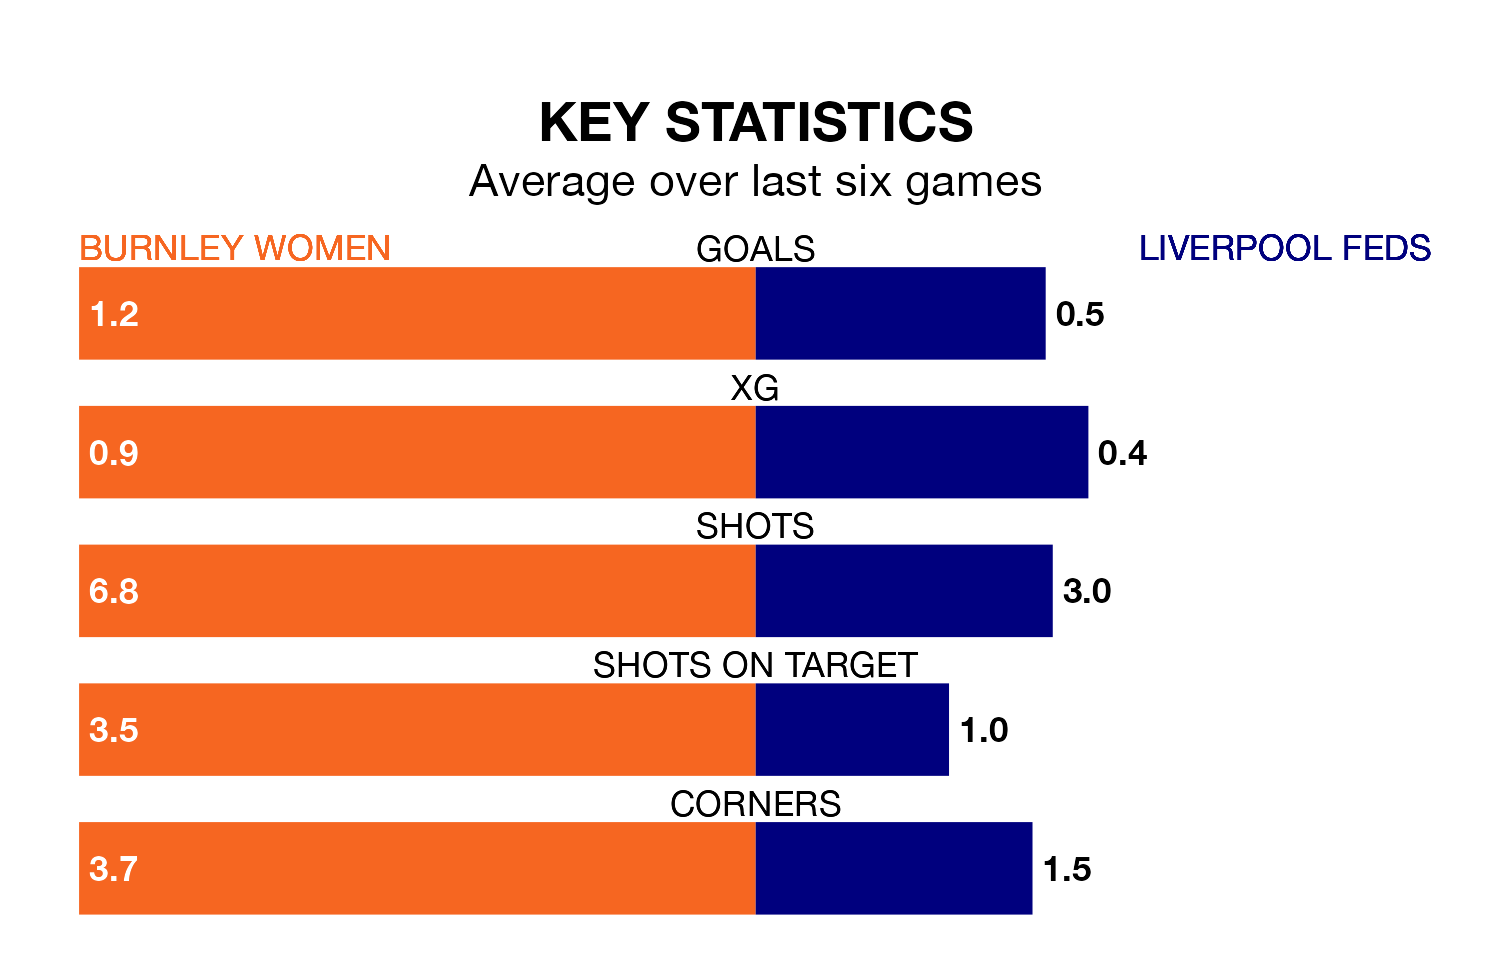 KEY STATISTICS
Average over last six games
BURNLEY WOMEN GOALS LIVERPOOL FEDS
1.2 0.5
XG
0.9 0.4
SHOTS
6.8 3.0
SHOTS ON TARGET
3.5 1.0
CORNERS
3.7 1.5